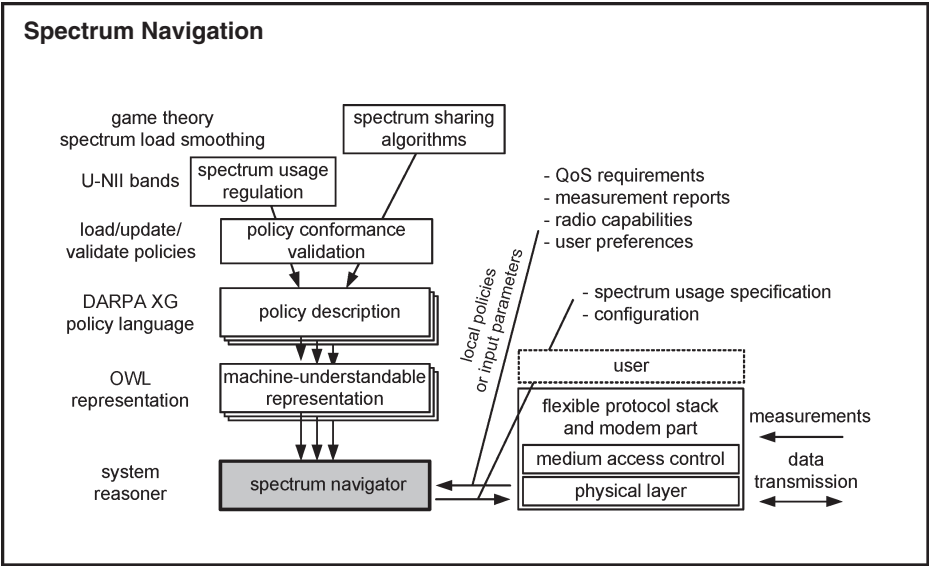 Spectrum Navigation
game theory
spectrum load smoothing
spectrum sharing
algorithms
U-NII bands
spectrum usage
regulation
load/update/
validate policies
policy conformance
validation
DARPA XG
policy language
policy description
OWL
representation
machine-understandable
representation
system
reasoner
spectrum navigator
local policies
or input parameters
- QoS requirements
- measurement reports
- radio capabilities
- user preferences
- spectrum usage specification
- configuration
user
flexible protocol stack
and modem part
medium access control
physical layer
measurements
data
transmission